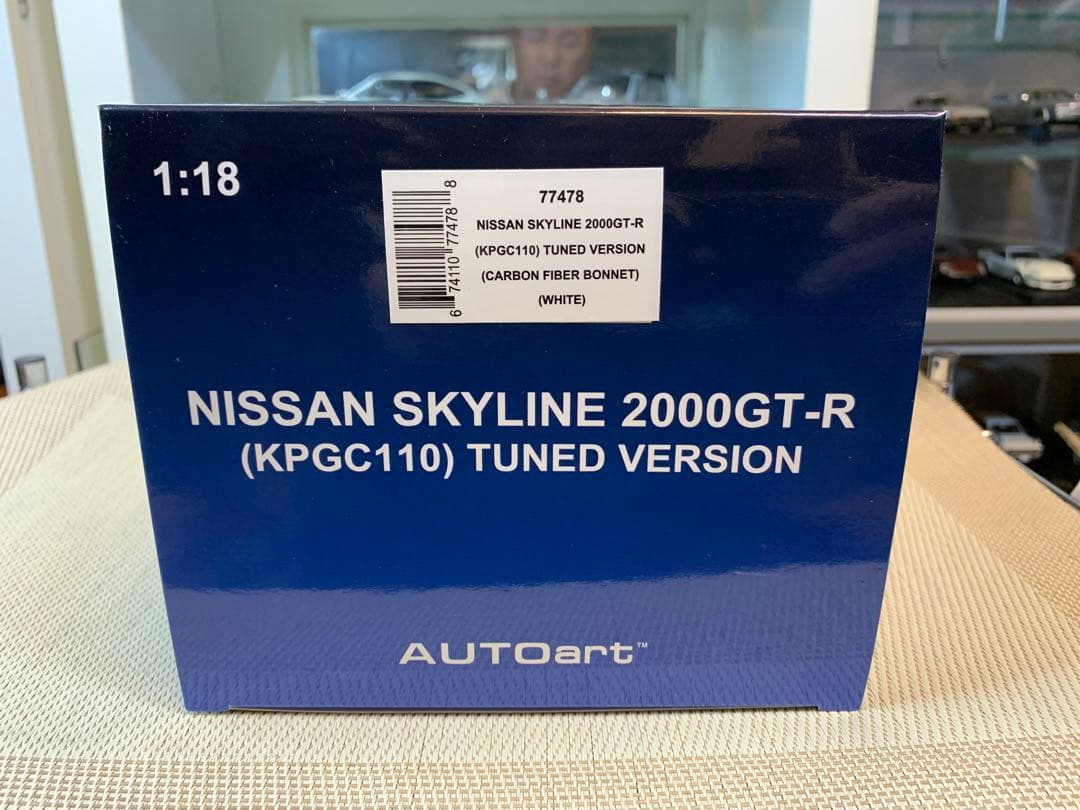 1:18
77478
NISSAN SKYLINE 2000GT-R
(KPGC110) TUNED VERSION
(CARBON FIBER BONNET)
(WHITE)
6 74110 77478 8
NISSAN SKYLINE 2000GT-R
(KPGC110) TUNED VERSION
AUTOart™